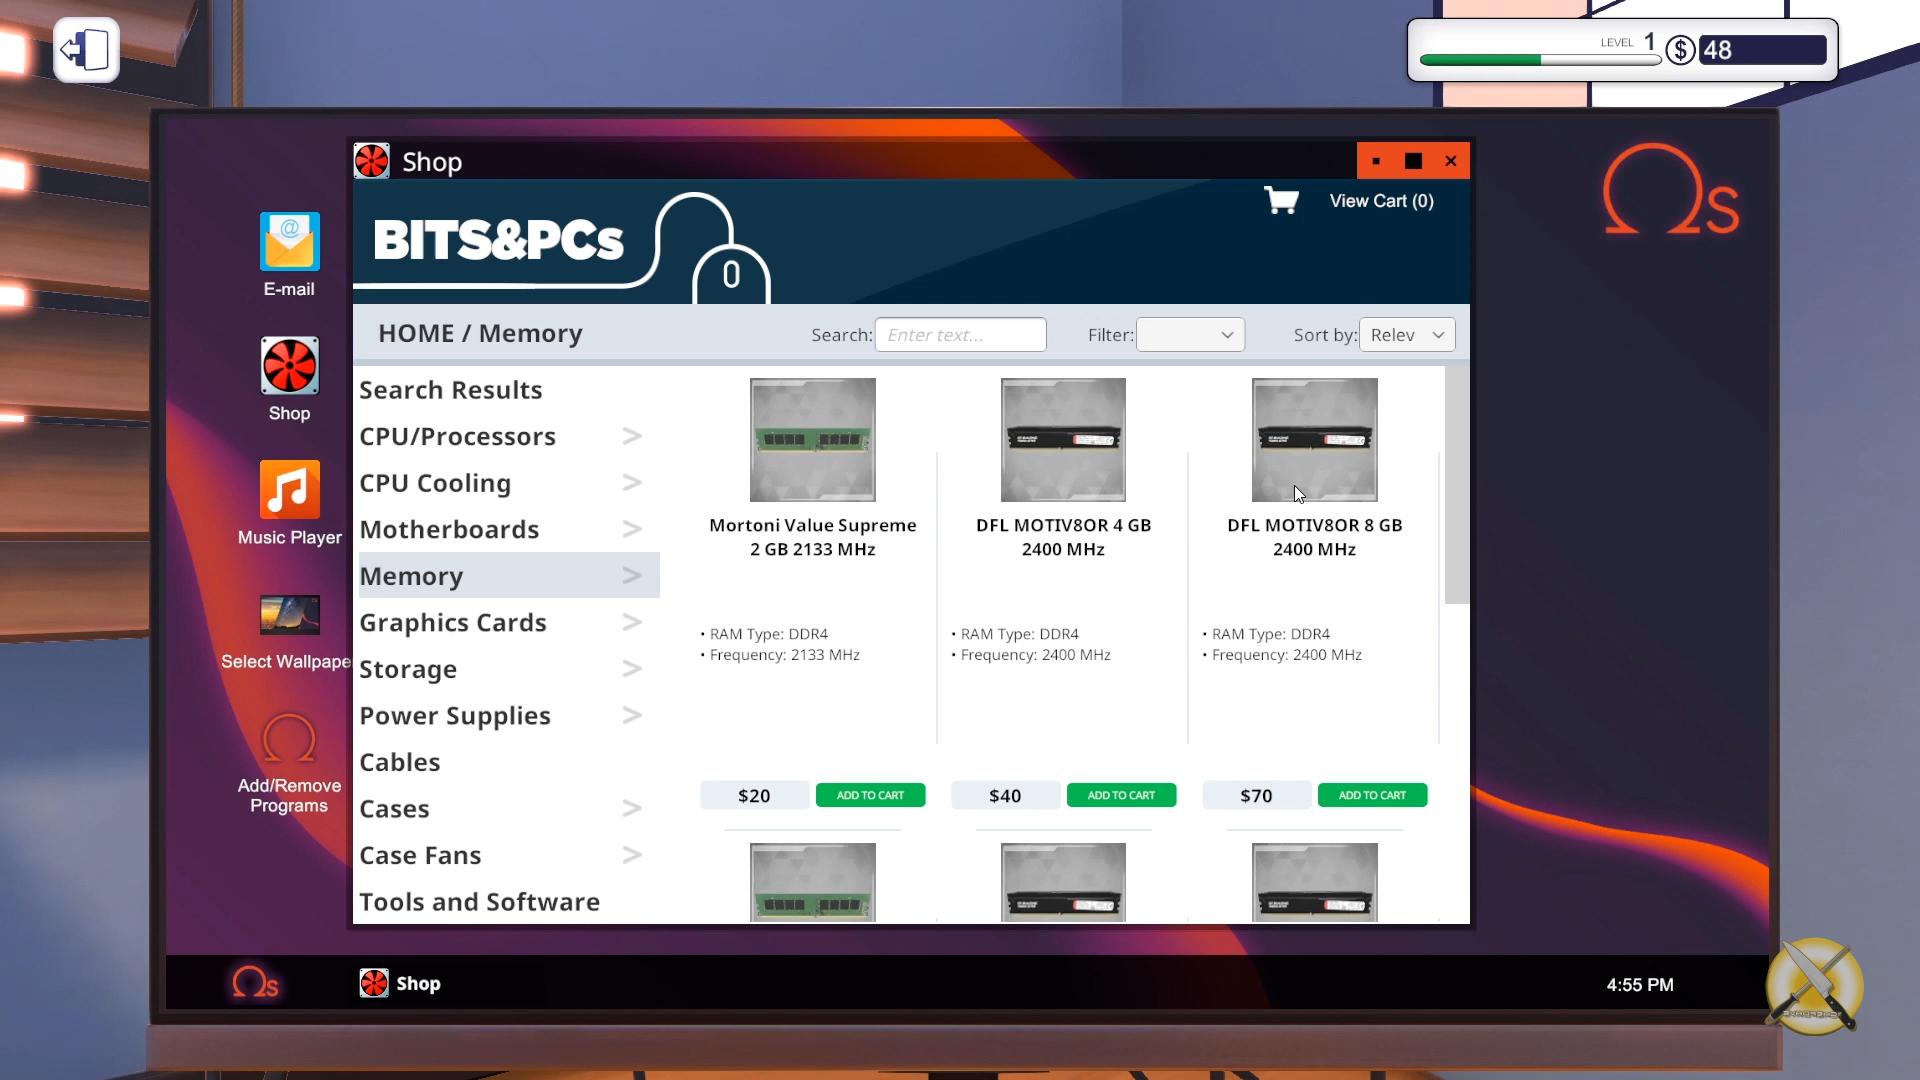 LEVEL 1
$ 48
Shop
BITS&PCs
View Cart (0)
HOME / Memory
Search:
Enter text...
Filter:
Sort by:
Relev
E-mail
Shop
Music Player
Select Wallpape
Add/Remove
Programs
Search Results
CPU/Processors >
CPU Cooling >
Motherboards >
Memory >
Graphics Cards >
Storage >
Power Supplies >
Cables
Cases >
Case Fans >
Tools and Software
Mortoni Value Supreme
2 GB 2133 MHz
• RAM Type: DDR4
• Frequency: 2133 MHz
$20
ADD TO CART
DFL MOTIV8OR 4 GB
2400 MHz
• RAM Type: DDR4
• Frequency: 2400 MHz
$40
ADD TO CART
DFL MOTIV8OR 8 GB
2400 MHz
• RAM Type: DDR4
• Frequency: 2400 MHz
$70
ADD TO CART
Ωs
Ωs
Shop
4:55 PM